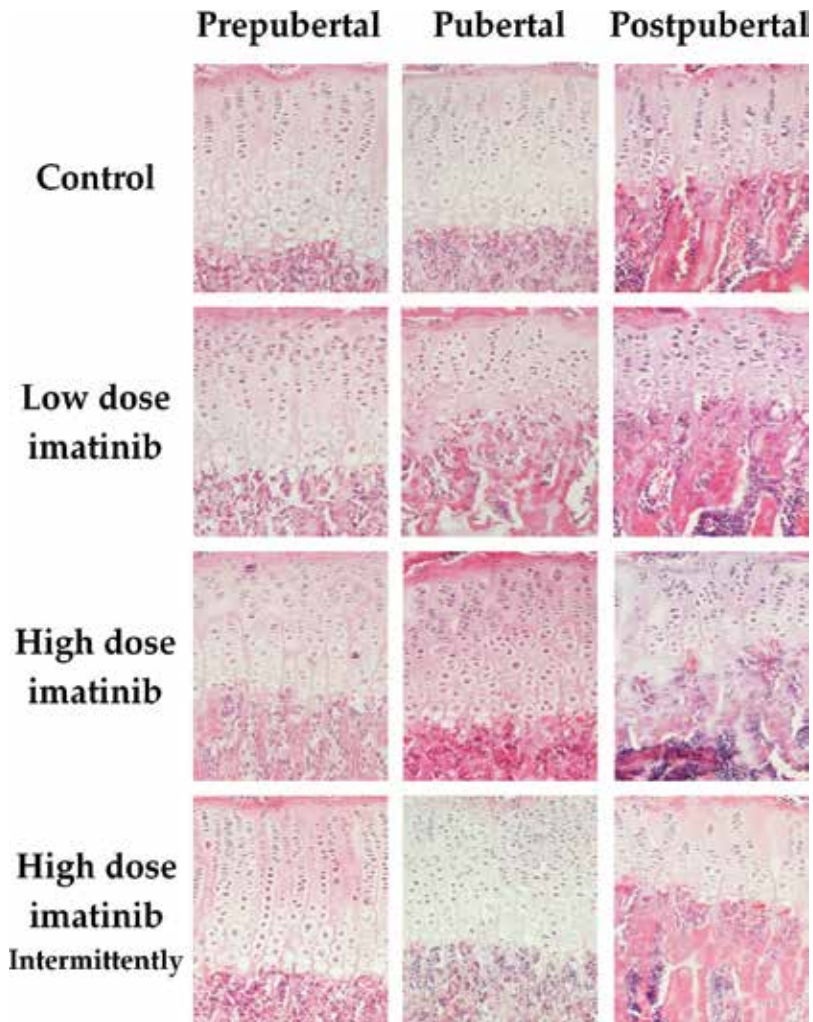 Prepubertal Pubertal Postpubertal
Control
Low dose
imatinib
High dose
imatinib
High dose
imatinib
Intermittently